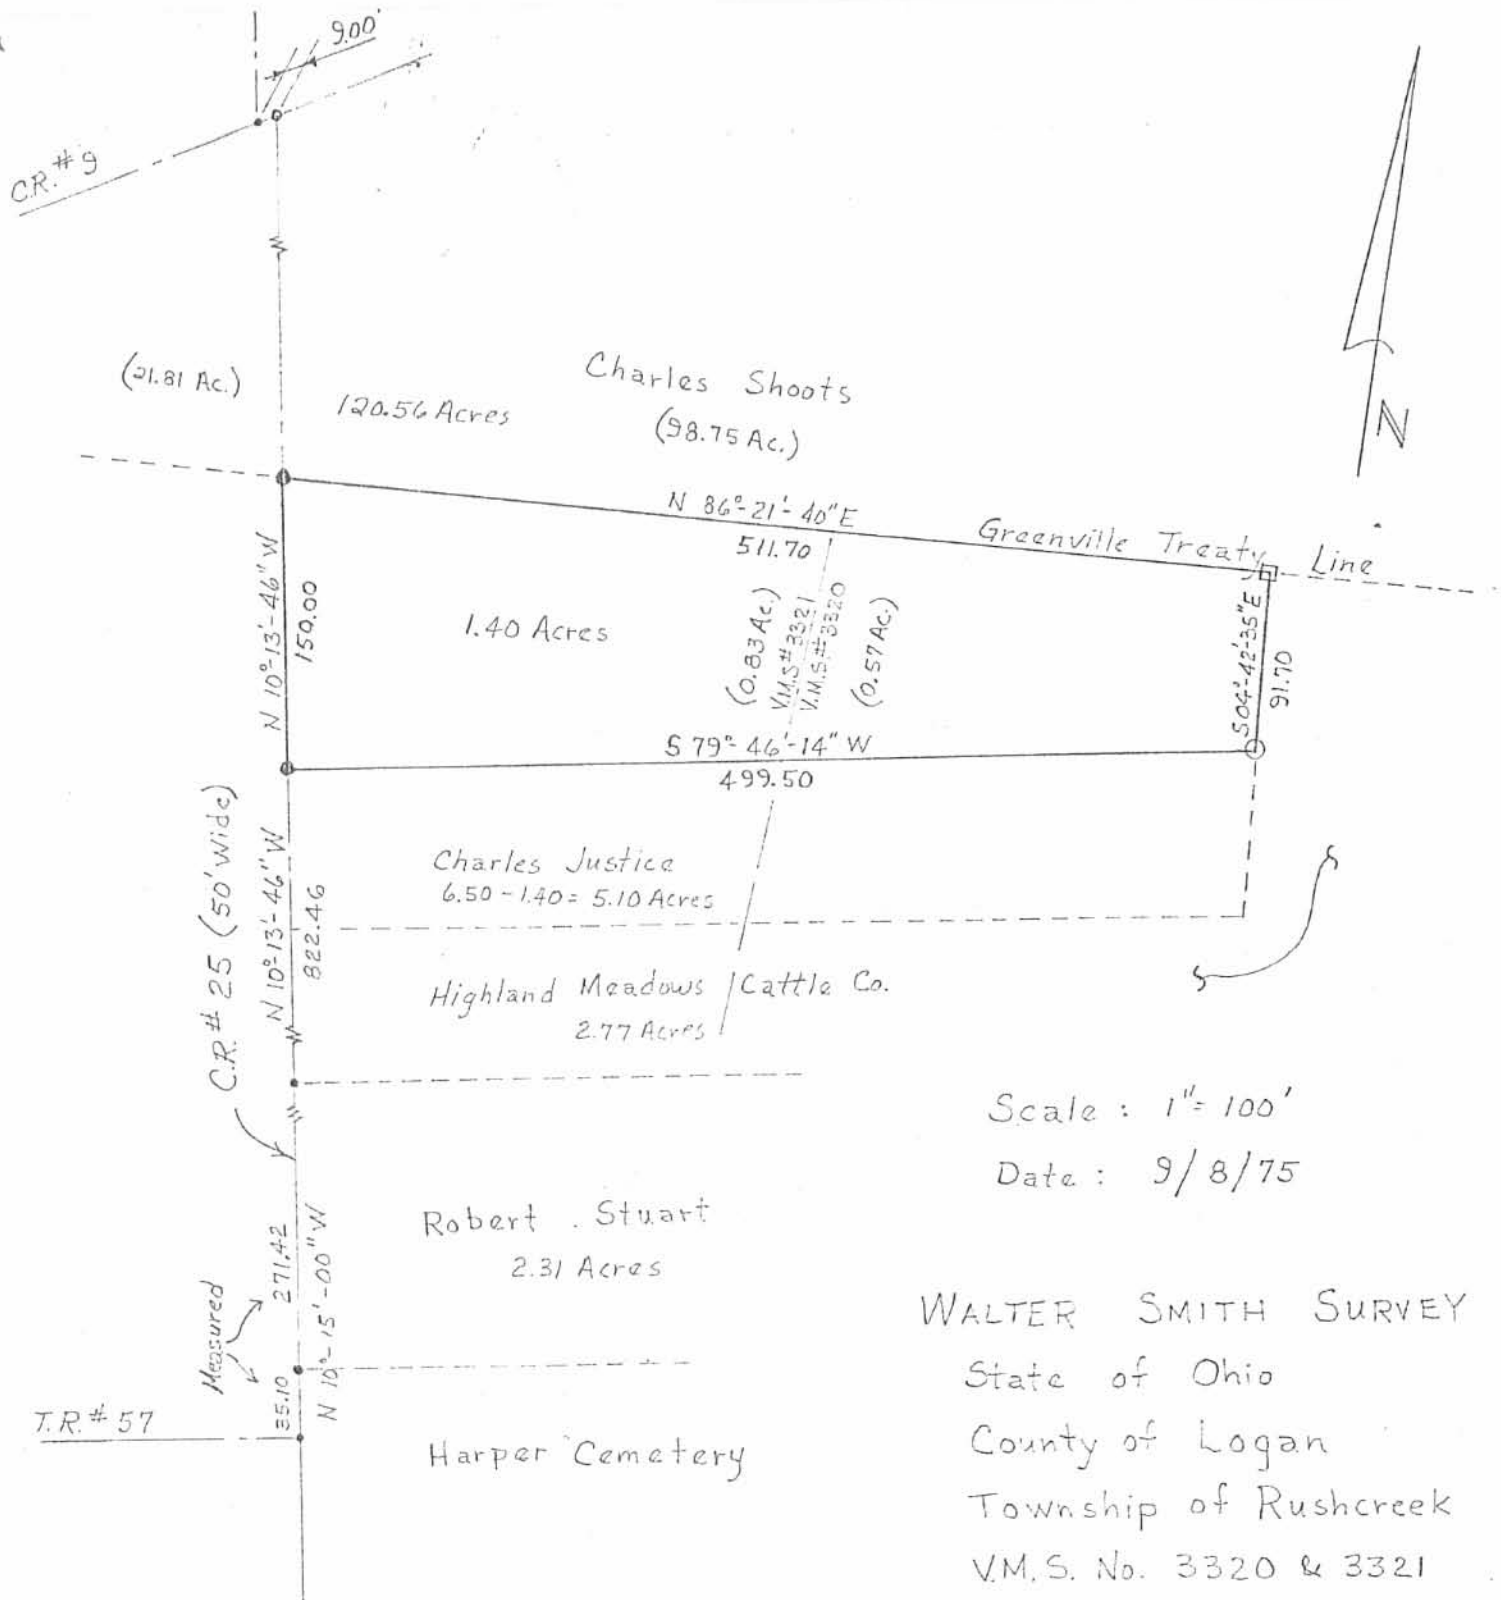 9.00'
C.R. # 9
(21.81 Ac.)
120.56 Acres
Charles Shoots
(98.75 Ac.)
N 86°-21'-40" E
511.70
Greenville Treaty Line
N 10°-13'-46" W
150.00
1.40 Acres
(0.83 Ac.)
V.M.S # 3321
V.M.S. # 3320
(0.57 Ac.)
S 04°-42'-35" E
91.70
S 79°-46'-14" W
499.50
C.R. # 25 (50' Wide)
N 10°-13'-46" W
822.46
Charles Justice
6.50 - 1.40 = 5.10 Acres
Highland Meadows Cattle Co.
2.77 Acres
Scale : 1" = 100'
Date : 9/8/75
Robert . Stuart
2.31 Acres
Measured
271.42
N 10°-15'-00" W
35.10
T.R. # 57
Harper Cemetery
WALTER SMITH SURVEY
State of Ohio
County of Logan
Township of Rushcreek
V.M.S. No. 3320 & 3321
N